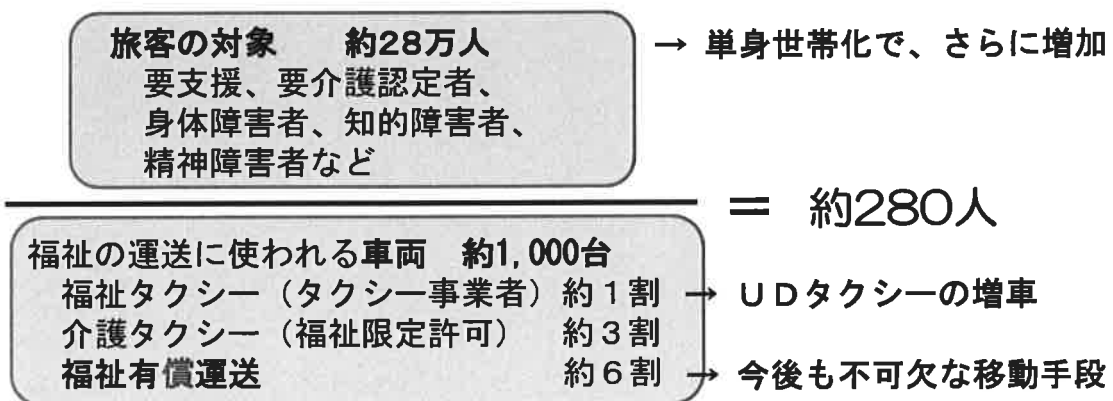 旅客の対象　約28万人
→ 単身世帯化で、さらに増加
要支援、要介護認定者、
身体障害者、知的障害者、
精神障害者など
＝ 約280人
福祉の運送に使われる車両　約1,000台
福祉タクシー（タクシー事業者）約１割 → ＵＤタクシーの増車
介護タクシー（福祉限定許可）　約３割
福祉有償運送　約６割 → 今後も不可欠な移動手段